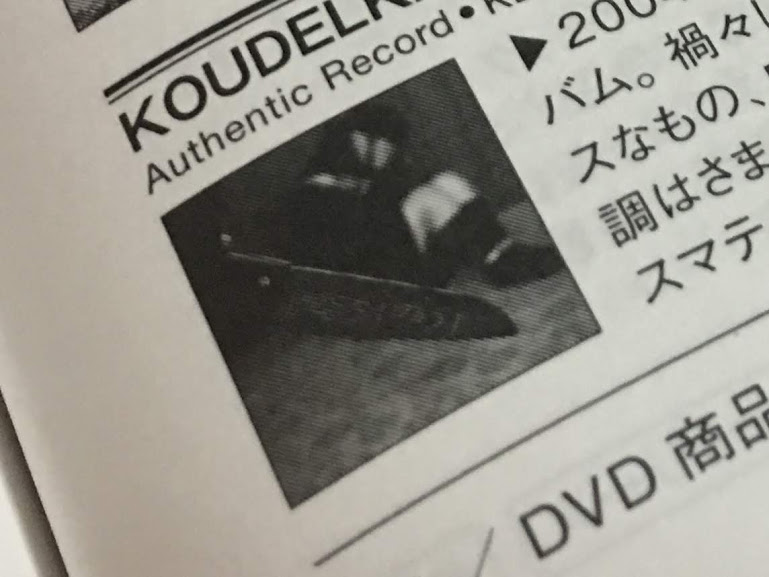 KOUDELK
Authentic Record・K
▶200
バム。禍々し
スなもの、
調はさま
スマテ
DVD 商品